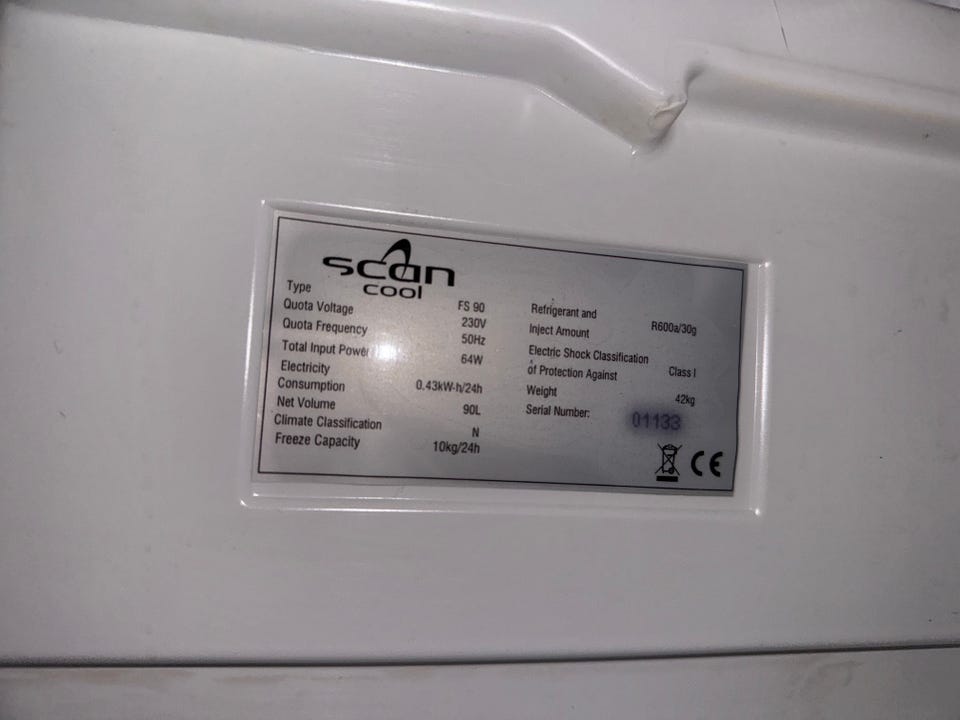 scan
cool
Type FS 90
Quota Voltage 230V
Quota Frequency 50Hz
Total Input Power 64W
Electricity
Consumption 0.43kW·h/24h
Net Volume 90L
Climate Classification N
Freeze Capacity 10kg/24h
Refrigerant and
Inject Amount R600a/30g
Electric Shock Classification
of Protection Against Class I
Weight 42kg
Serial Number: 01133
CE